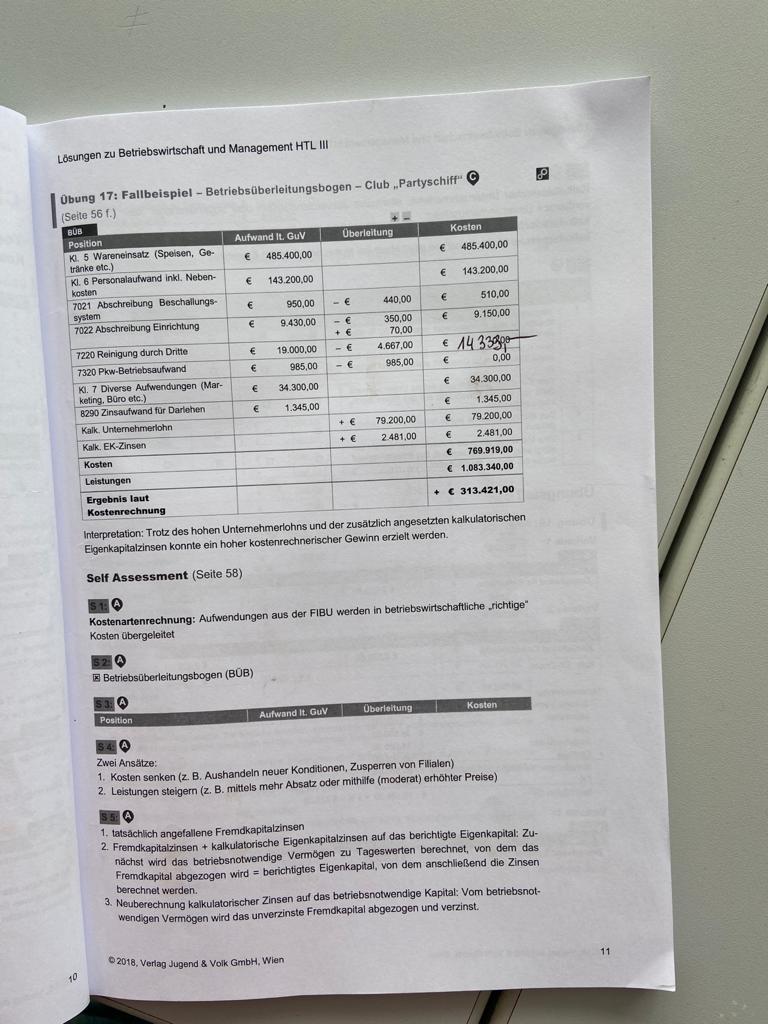 Lösungen zu Betriebswirtschaft und Management HTL III
Übung 17: Fallbeispiel – Betriebsüberleitungsbogen – Club „Partyschiff“ C
(Seite 56 f.)
BÜB + –
Position Aufwand lt. GuV Überleitung Kosten
Kl. 5 Wareneinsatz (Speisen, Ge-
tränke etc.) € 485.400,00 € 485.400,00
Kl. 6 Personalaufwand inkl. Neben-
kosten € 143.200,00 € 143.200,00
7021 Abschreibung Beschallungs-
system € 950,00 – € 440,00 € 510,00
7022 Abschreibung Einrichtung € 9.430,00 – € 350,00 € 9.150,00
+ € 70,00
7220 Reinigung durch Dritte € 19.000,00 – € 4.667,00 € 14 333,-
7320 Pkw-Betriebsaufwand € 985,00 – € 985,00 € 0,00
Kl. 7 Diverse Aufwendungen (Mar-
keting, Büro etc.) € 34.300,00 € 34.300,00
8290 Zinsaufwand für Darlehen € 1.345,00 € 1.345,00
Kalk. Unternehmerlohn + € 79.200,00 € 79.200,00
Kalk. EK-Zinsen + € 2.481,00 € 2.481,00
Kosten € 769.919,00
Leistungen € 1.083.340,00
Ergebnis laut
Kostenrechnung + € 313.421,00
Interpretation: Trotz des hohen Unternehmerlohns und der zusätzlich angesetzten kalkulatorischen
Eigenkapitalzinsen konnte ein hoher kostenrechnerischer Gewinn erzielt werden.
Self Assessment (Seite 58)
S 1: A
Kostenartenrechnung: Aufwendungen aus der FIBU werden in betriebswirtschaftliche „richtige“
Kosten übergeleitet
S 2: A
☒ Betriebsüberleitungsbogen (BÜB)
S 3: A
Position Aufwand lt. GuV Überleitung Kosten
S 4: A
Zwei Ansätze:
1. Kosten senken (z. B. Aushandeln neuer Konditionen, Zusperren von Filialen)
2. Leistungen steigern (z. B. mittels mehr Absatz oder mithilfe (moderat) erhöhter Preise)
S 5: A
1. tatsächlich angefallene Fremdkapitalzinsen
2. Fremdkapitalzinsen + kalkulatorische Eigenkapitalzinsen auf das berichtigte Eigenkapital: Zu-
nächst wird das betriebsnotwendige Vermögen zu Tageswerten berechnet, von dem das
Fremdkapital abgezogen wird = berichtigtes Eigenkapital, von dem anschließend die Zinsen
berechnet werden.
3. Neuberechnung kalkulatorischer Zinsen auf das betriebsnotwendige Kapital: Vom betriebsnot-
wendigen Vermögen wird das unverzinste Fremdkapital abgezogen und verzinst.
© 2018, Verlag Jugend & Volk GmbH, Wien
11
10